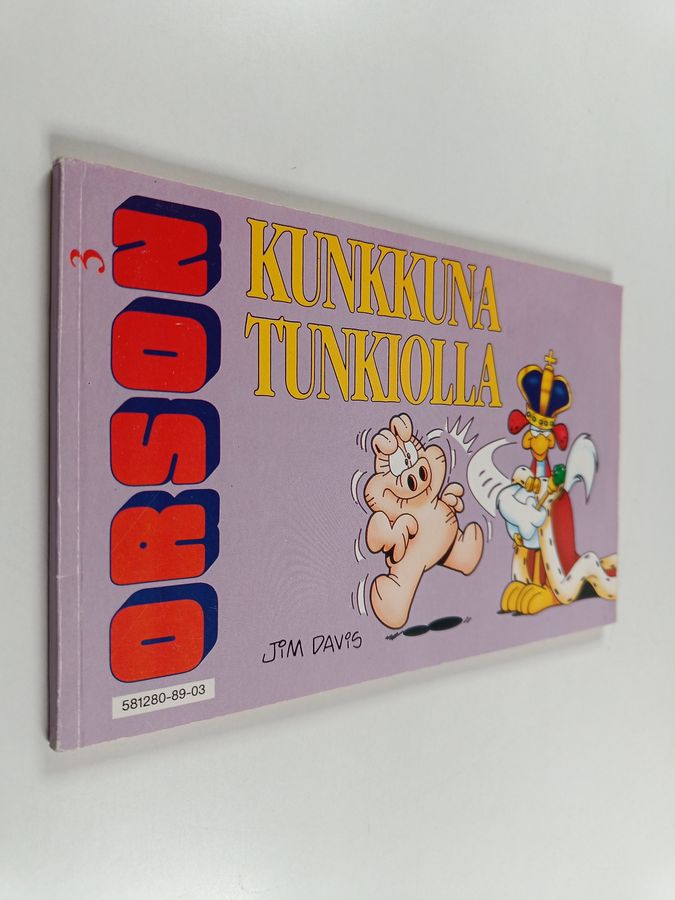 ORSON
3
KUNKKUNA
TUNKIOLLA
JIM DAVIS
581280-89-03